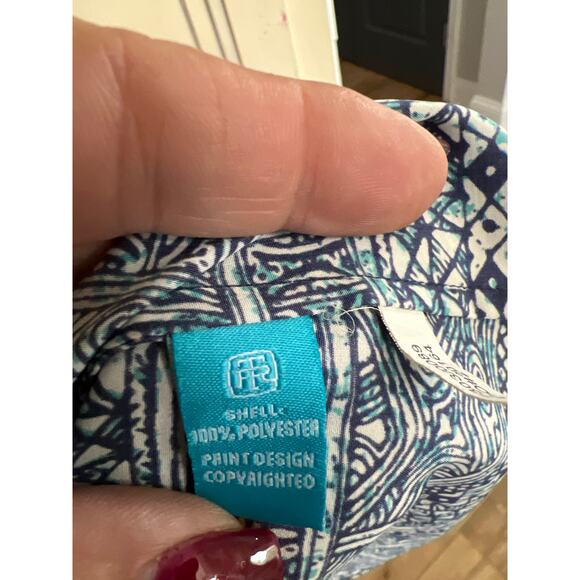 SHELL:
100% POLYESTER
PRINT DESIGN
COPYRIGHTED